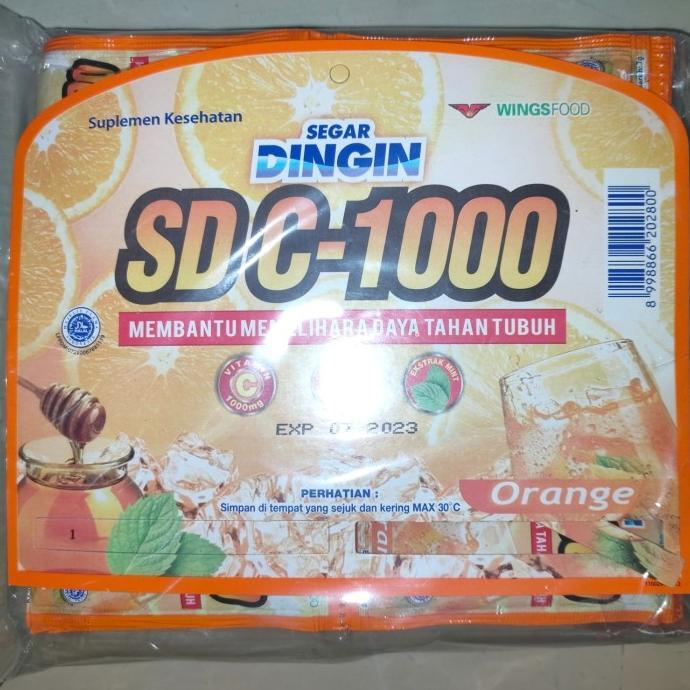 Suplemen Kesehatan
WINGSFOOD
SEGAR
DINGIN
SD C-1000
8 998866 202800
MEMBANTU MEMELIHARA DAYA TAHAN TUBUH
VITAMIN
C
1000mg
EKSTRAK MINT
EXP 07 2023
PERHATIAN :
Simpan di tempat yang sejuk dan kering MAX 30°C
Orange
1